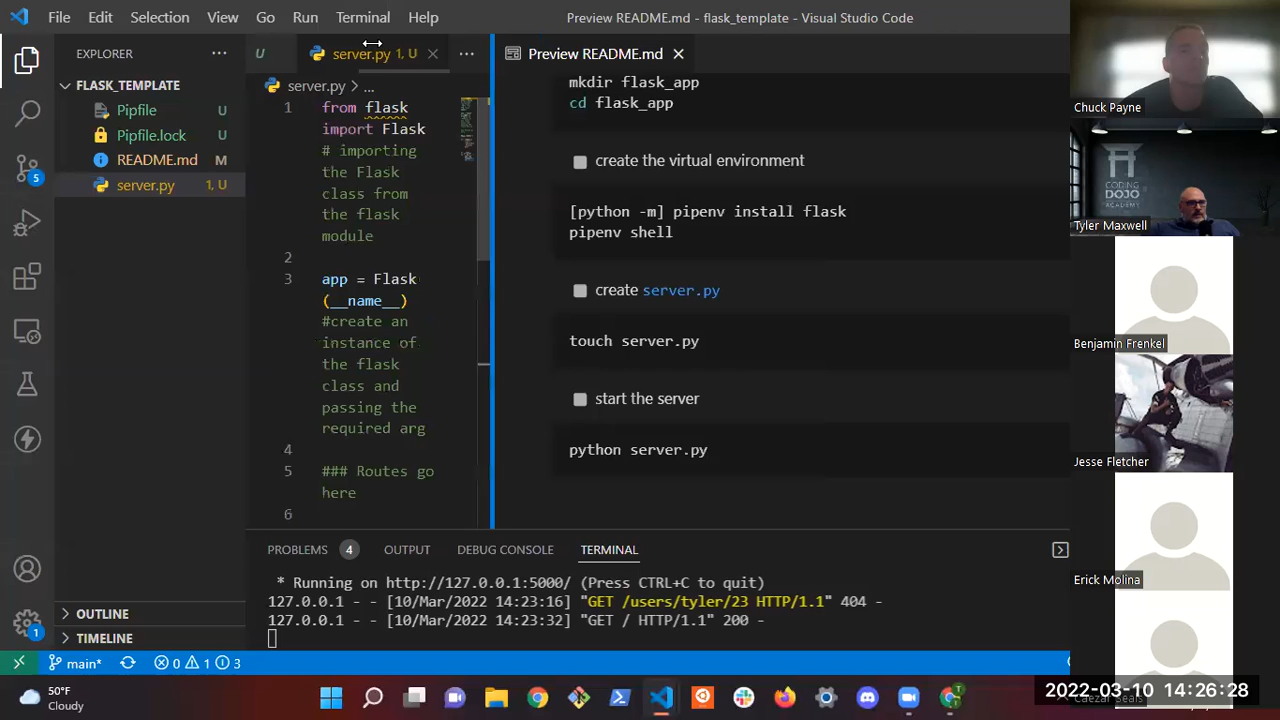 File Edit Selection View Go Run Terminal Help
Preview README.md - flask_template - Visual Studio Code
EXPLORER
FLASK_TEMPLATE
Pipfile U
Pipfile.lock U
README.md M
server.py 1, U
5
OUTLINE
TIMELINE
1
U
server.py 1, U
server.py > ...
1 from flask
import Flask
# importing
the Flask
class from
the flask
module
2
3 app = Flask
(__name__)
#create an
instance of
the flask
class and
passing the
required arg
4
5 ### Routes go
here
6
Preview README.md
mkdir flask_app
cd flask_app
create the virtual environment
[python -m] pipenv install flask
pipenv shell
create server.py
touch server.py
start the server
python server.py
PROBLEMS 4 OUTPUT DEBUG CONSOLE TERMINAL
* Running on http://127.0.0.1:5000/ (Press CTRL+C to quit)
127.0.0.1 - - [10/Mar/2022 14:23:16] "GET /users/tyler/23 HTTP/1.1" 404 -
127.0.0.1 - - [10/Mar/2022 14:23:32] "GET / HTTP/1.1" 200 -
main* 0 1 3
50°F
Cloudy
Chuck Payne
CODING
DOJO
ACADEMY
Tyler Maxwell
Benjamin Frenkel
Jesse Fletcher
Erick Molina
Caezar Seals
2022-03-10 14:26:28